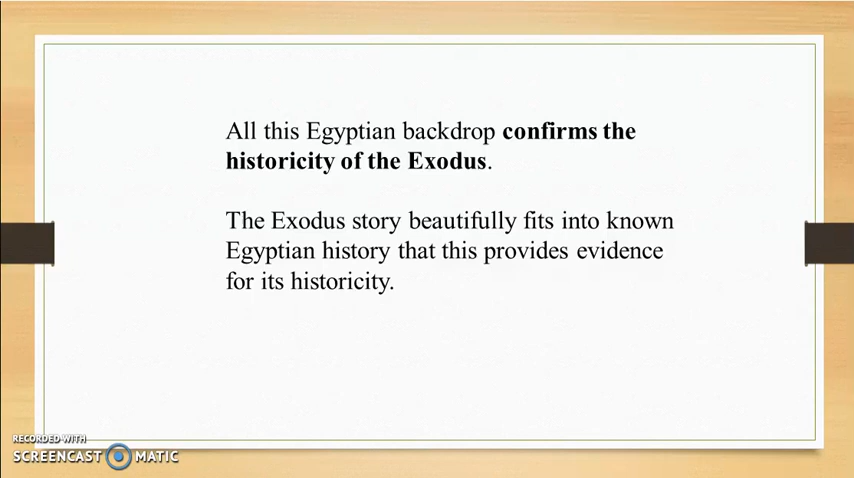 All this Egyptian backdrop confirms the
historicity of the Exodus.
The Exodus story beautifully fits into known
Egyptian history that this provides evidence
for its historicity.
RECORDED WITH
SCREENCAST MATIC